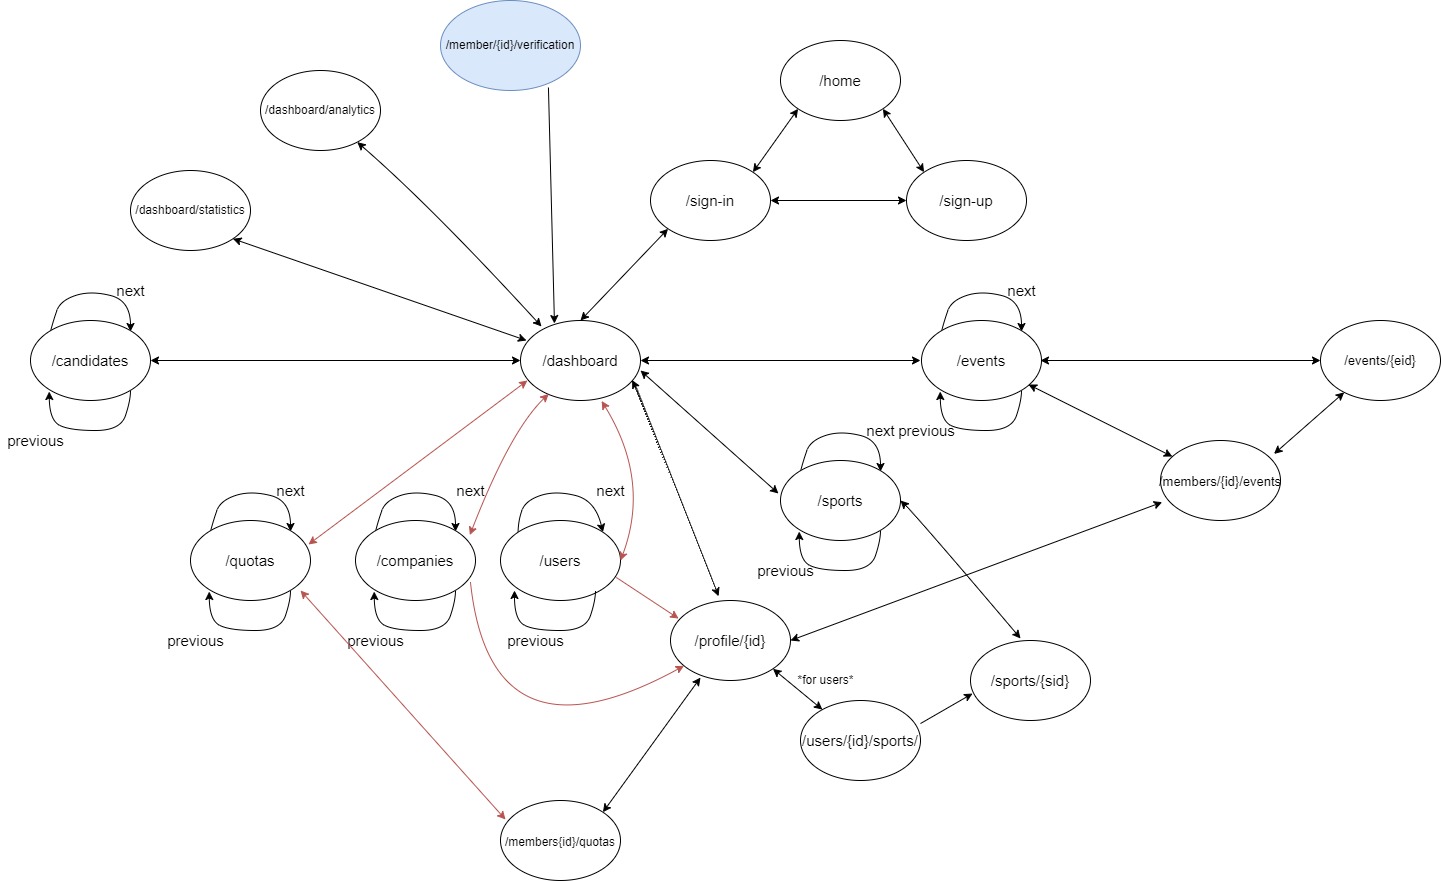 /member/{id}/verification
/home
/dashboard/analytics
/sign-in
/sign-up
/dashboard/statistics
next
next
/candidates
/dashboard
/events
/events/{eid}
previous
next previous
/members/{id}/events
next
next
next
/sports
/quotas
/companies
/users
previous
previous
previous
previous
/profile/{id}
*for users*
/sports/{sid}
/users/{id}/sports/
/members{id}/quotas